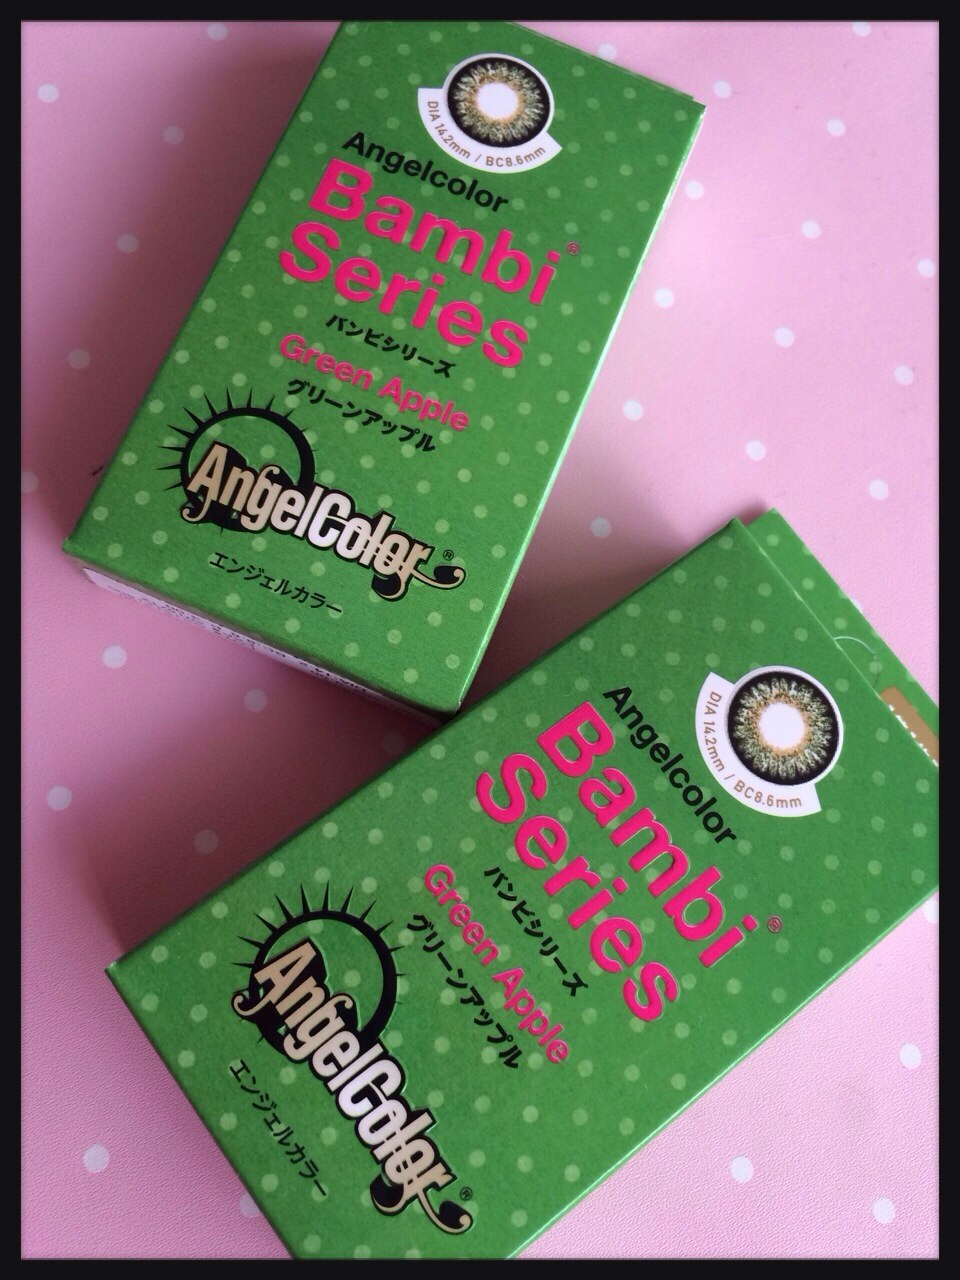 DIA 14.2mm / BC8.6mm
Angelcolor
Bambi®
Series
バンビシリーズ
Green Apple
グリーンアップル
AngelColor®
エンジェルカラー
DIA 14.2mm / BC8.6mm
Angelcolor
Bambi®
Series
バンビシリーズ
Green Apple
グリーンアップル
AngelColor®
エンジェルカラー